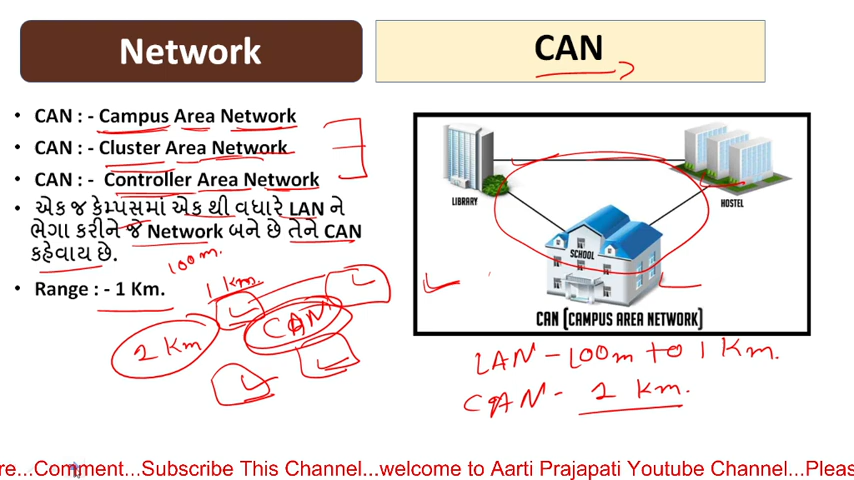 Network
CAN
• CAN : - Campus Area Network
• CAN : - Cluster Area Network
• CAN : - Controller Area Network
• એક જ કેમ્પસમાં એક થી વધારે LAN ને
ભેગા કરીને જે Network બને છે તેને CAN
કહેવાય છે.
• Range : - 1 Km.
100m.
1 Km
CAN
2 Km
LIBRARY
HOSTEL
SCHOOL
CAN (CAMPUS AREA NETWORK)
LAN - 100m to 1 Km.
CAN - 2 Km.
re...Comment...Subscribe This Channel...welcome to Aarti Prajapati Youtube Channel...Pleas